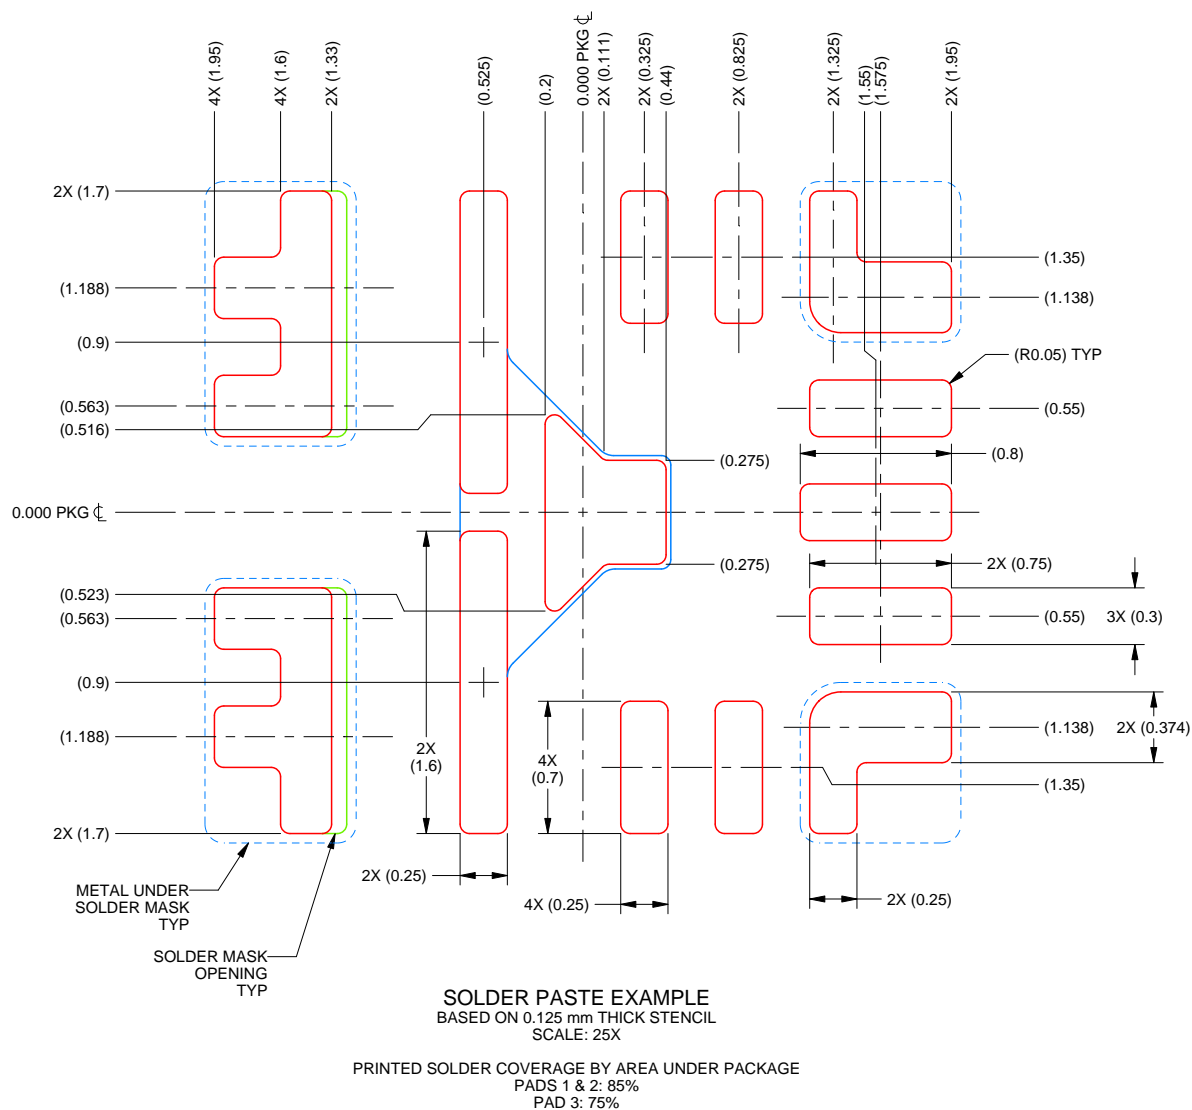 4X (1.95)
4X (1.6)
2X (1.33)
(0.525)
(0.2)
0.000 PKG ℄
2X (0.111)
2X (0.325)
(0.44)
2X (0.825)
2X (1.325)
(1.55)
(1.575)
2X (1.95)
2X (1.7)
(1.188)
(0.9)
(0.563)
(0.516)
0.000 PKG ℄
(0.523)
(0.563)
(0.9)
(1.188)
2X (1.7)
(1.35)
(1.138)
(R0.05) TYP
(0.55)
(0.8)
(0.275)
(0.275)
2X (0.75)
(0.55)
3X (0.3)
(1.138)
2X (0.374)
(1.35)
2X
(1.6)
4X
(0.7)
2X (0.25)
4X (0.25)
2X (0.25)
METAL UNDER
SOLDER MASK
TYP
SOLDER MASK
OPENING
TYP
SOLDER PASTE EXAMPLE
BASED ON 0.125 mm THICK STENCIL
SCALE: 25X
PRINTED SOLDER COVERAGE BY AREA UNDER PACKAGE
PADS 1 & 2: 85%
PAD 3: 75%